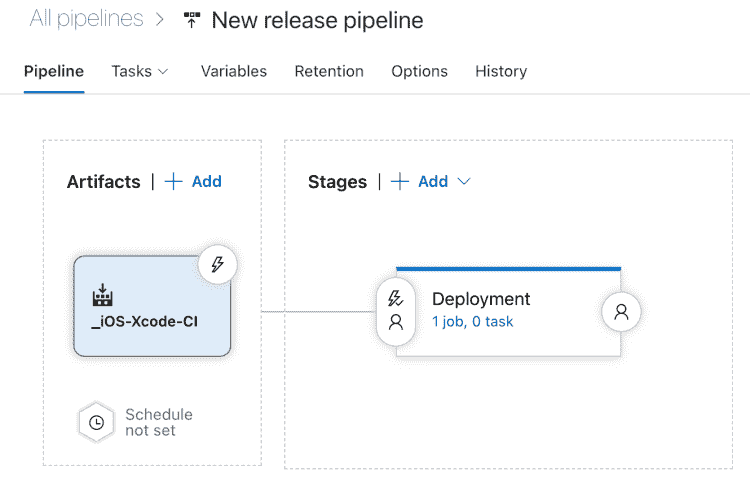 All pipelines > New release pipeline
Pipeline Tasks Variables Retention Options History
Artifacts | + Add
Stages | + Add
_iOS-Xcode-CI
Deployment
1 job, 0 task
Schedule
not set